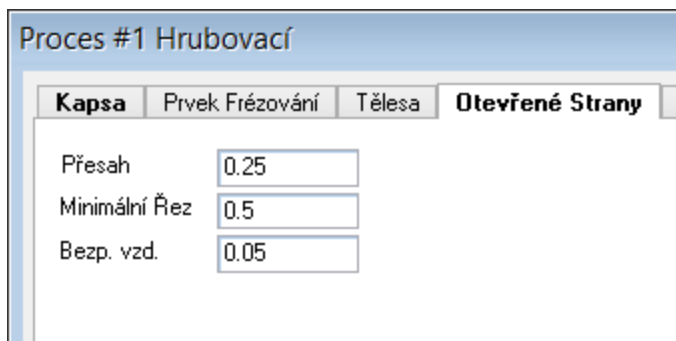 Proces #1 Hrubovací
Kapsa Prvek Frézování Tělesa Otevřené Strany
Přesah 0.25
Minimální Řez 0.5
Bezp. vzd. 0.05